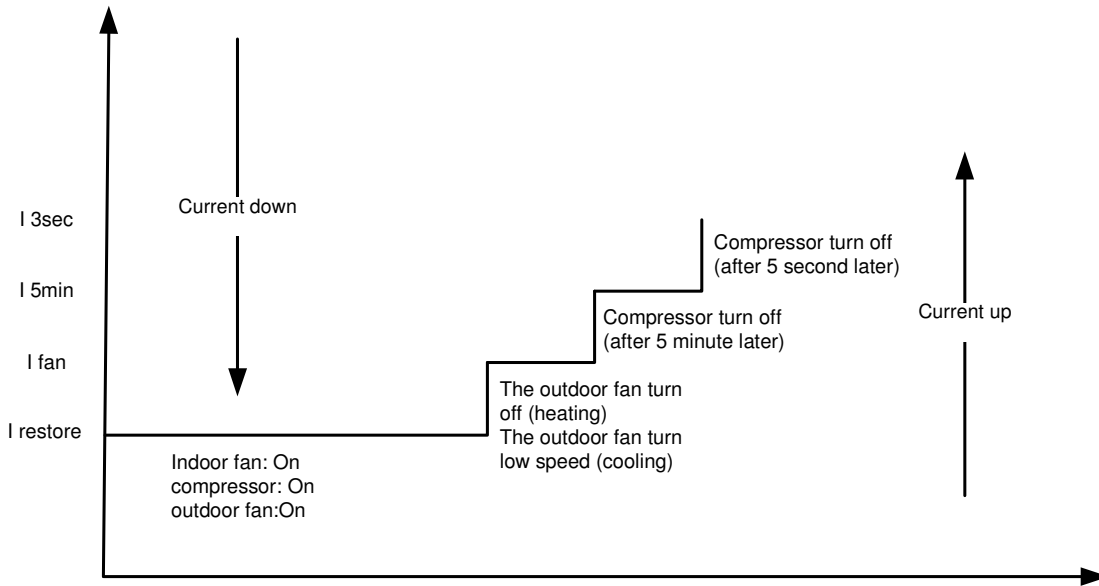 I 3sec
I 5min
I fan
I restore
Current down
Indoor fan: On
compressor: On
outdoor fan:On
The outdoor fan turn
off (heating)
The outdoor fan turn
low speed (cooling)
Compressor turn off
(after 5 minute later)
Compressor turn off
(after 5 second later)
Current up